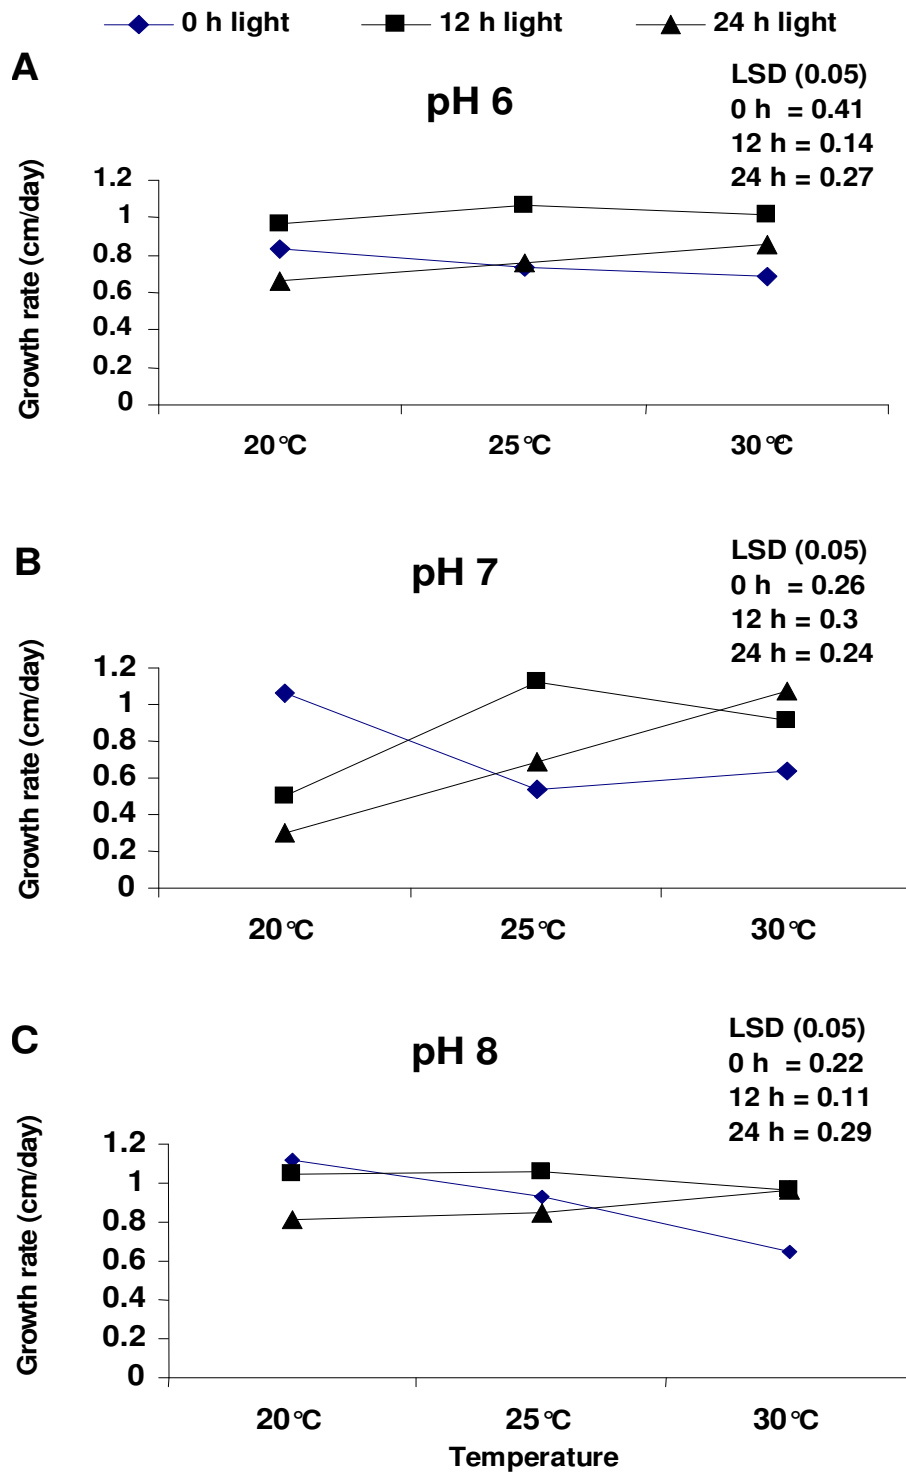 0 h light 12 h light 24 h light
A
pH 6
LSD (0.05)
0 h = 0.41
12 h = 0.14
24 h = 0.27
Growth rate (cm/day)
1.2
1
0.8
0.6
0.4
0.2
0
20°C 25°C 30°C
B
pH 7
LSD (0.05)
0 h = 0.26
12 h = 0.3
24 h = 0.24
Growth rate (cm/day)
1.2
1
0.8
0.6
0.4
0.2
0
20°C 25°C 30°C
C
pH 8
LSD (0.05)
0 h = 0.22
12 h = 0.11
24 h = 0.29
Growth rate (cm/day)
1.2
1
0.8
0.6
0.4
0.2
0
20°C 25°C 30°C
Temperature